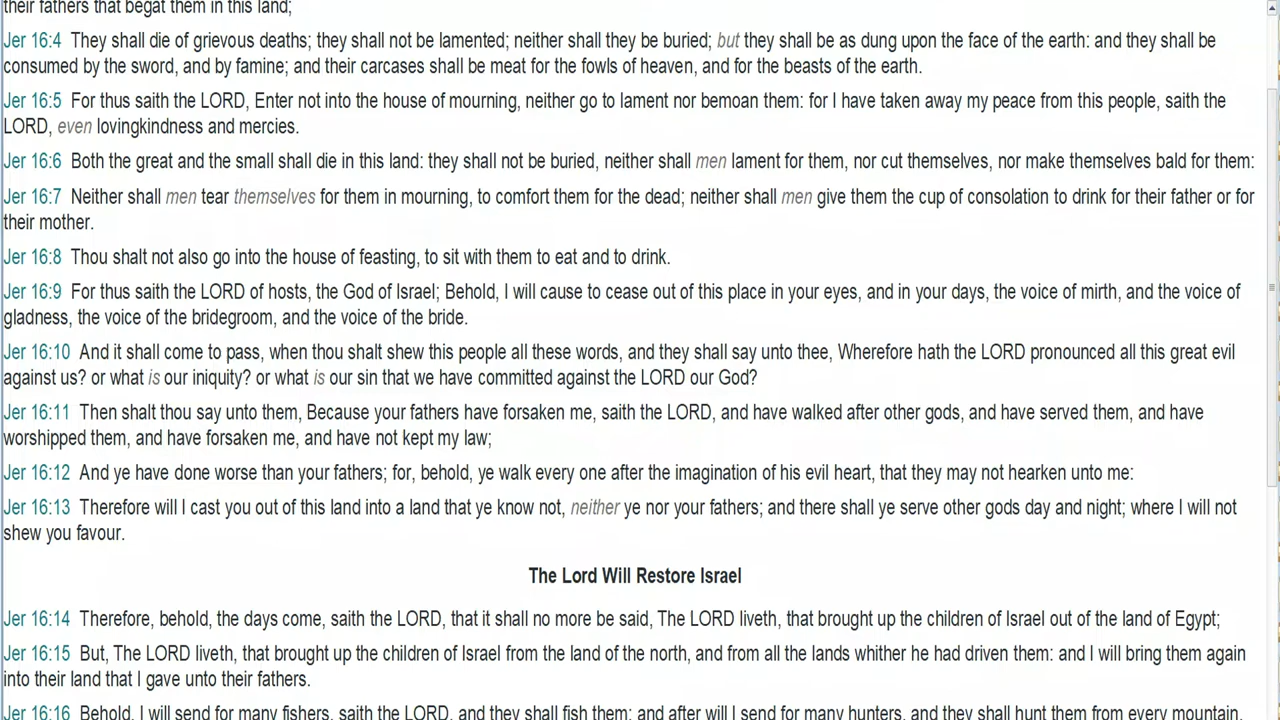 their fathers that begat them in this land;
Jer 16:4 They shall die of grievous deaths; they shall not be lamented; neither shall they be buried; but they shall be as dung upon the face of the earth: and they shall be
consumed by the sword, and by famine; and their carcases shall be meat for the fowls of heaven, and for the beasts of the earth.
Jer 16:5 For thus saith the LORD, Enter not into the house of mourning, neither go to lament nor bemoan them: for I have taken away my peace from this people, saith the
LORD, even lovingkindness and mercies.
Jer 16:6 Both the great and the small shall die in this land: they shall not be buried, neither shall men lament for them, nor cut themselves, nor make themselves bald for them:
Jer 16:7 Neither shall men tear themselves for them in mourning, to comfort them for the dead; neither shall men give them the cup of consolation to drink for their father or for
their mother.
Jer 16:8 Thou shalt not also go into the house of feasting, to sit with them to eat and to drink.
Jer 16:9 For thus saith the LORD of hosts, the God of Israel; Behold, I will cause to cease out of this place in your eyes, and in your days, the voice of mirth, and the voice of
gladness, the voice of the bridegroom, and the voice of the bride.
Jer 16:10 And it shall come to pass, when thou shalt shew this people all these words, and they shall say unto thee, Wherefore hath the LORD pronounced all this great evil
against us? or what is our iniquity? or what is our sin that we have committed against the LORD our God?
Jer 16:11 Then shalt thou say unto them, Because your fathers have forsaken me, saith the LORD, and have walked after other gods, and have served them, and have
worshipped them, and have forsaken me, and have not kept my law;
Jer 16:12 And ye have done worse than your fathers; for, behold, ye walk every one after the imagination of his evil heart, that they may not hearken unto me:
Jer 16:13 Therefore will I cast you out of this land into a land that ye know not, neither ye nor your fathers; and there shall ye serve other gods day and night; where I will not
shew you favour.
The Lord Will Restore Israel
Jer 16:14 Therefore, behold, the days come, saith the LORD, that it shall no more be said, The LORD liveth, that brought up the children of Israel out of the land of Egypt;
Jer 16:15 But, The LORD liveth, that brought up the children of Israel from the land of the north, and from all the lands whither he had driven them: and I will bring them again
into their land that I gave unto their fathers.
Jer 16:16 Behold, I will send for many fishers, saith the LORD, and they shall fish them; and after will I send for many hunters, and they shall hunt them from every mountain,